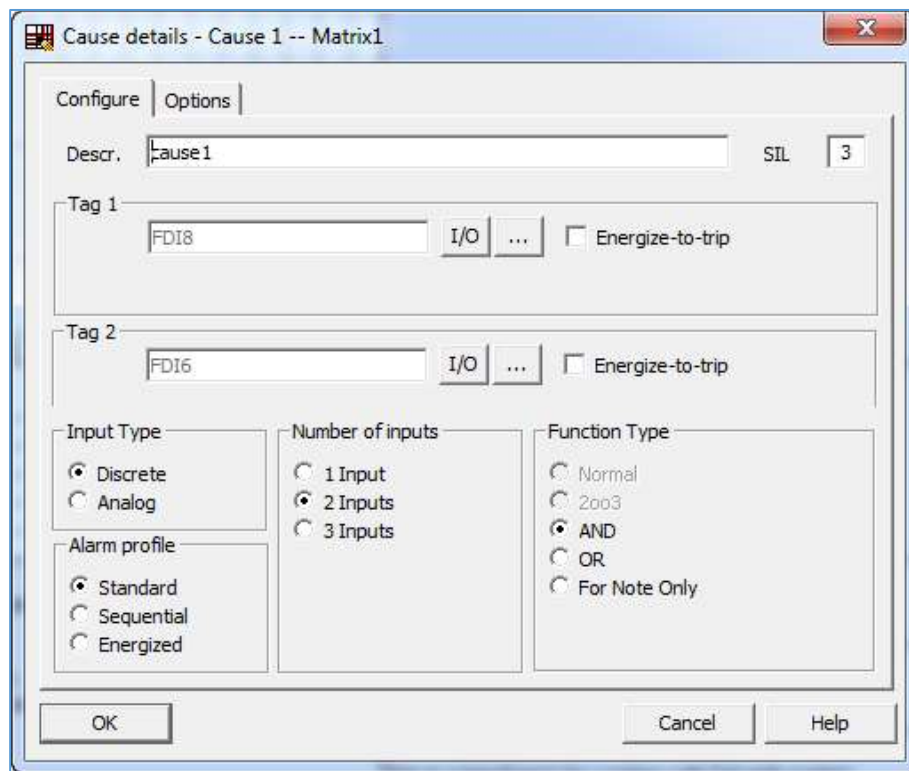 Cause details - Cause 1 -- Matrix1
Configure Options
Descr. cause1 SIL 3
Tag 1
FDI8 I/O ... Energize-to-trip
Tag 2
FDI6 I/O ... Energize-to-trip
Input Type
Discrete
Analog
Alarm profile
Standard
Sequential
Energized
Number of inputs
1 Input
2 Inputs
3 Inputs
Function Type
Normal
2oo3
AND
OR
For Note Only
OK Cancel Help